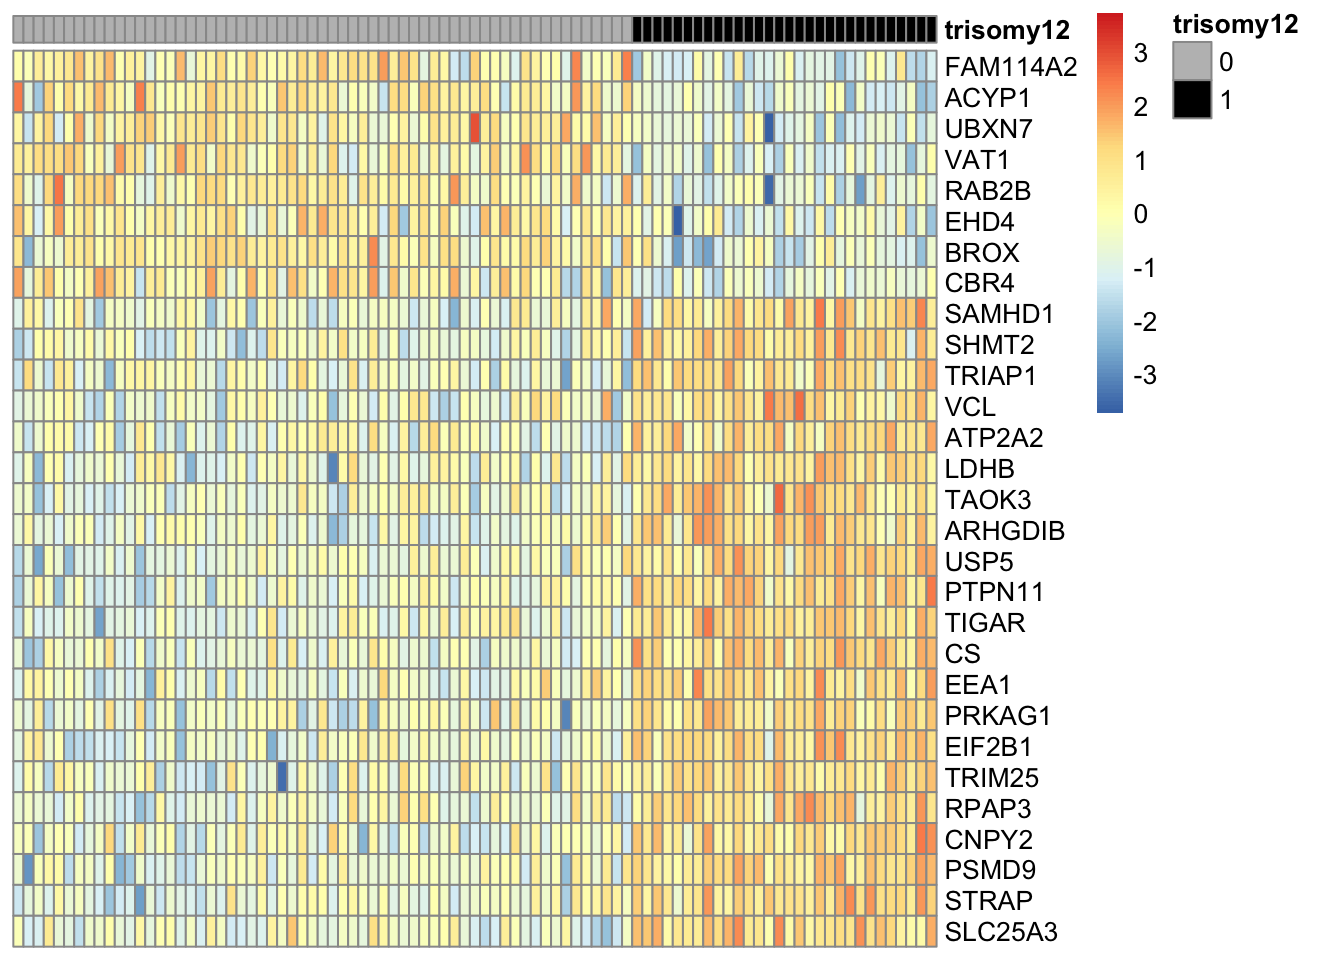 trisomy12
FAM114A2
ACYP1
UBXN7
VAT1
RAB2B
EHD4
BROX
CBR4
SAMHD1
SHMT2
TRIAP1
VCL
ATP2A2
LDHB
TAOK3
ARHGDIB
USP5
PTPN11
TIGAR
CS
EEA1
PRKAG1
EIF2B1
TRIM25
RPAP3
CNPY2
PSMD9
STRAP
SLC25A3
3
2
1
0
-1
-2
-3
trisomy12
0
1